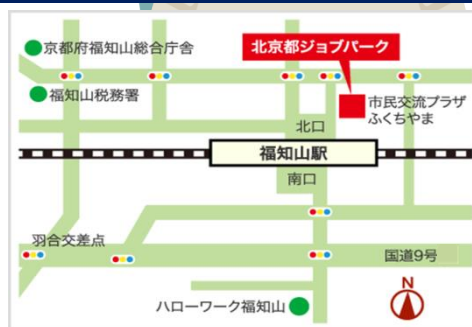 京都府福知山総合庁舎
北京都ジョブパーク
福知山税務署
市民交流プラザ
ふくちやま
北口
福知山駅
南口
羽合交差点
国道9号
ハローワーク福知山
N